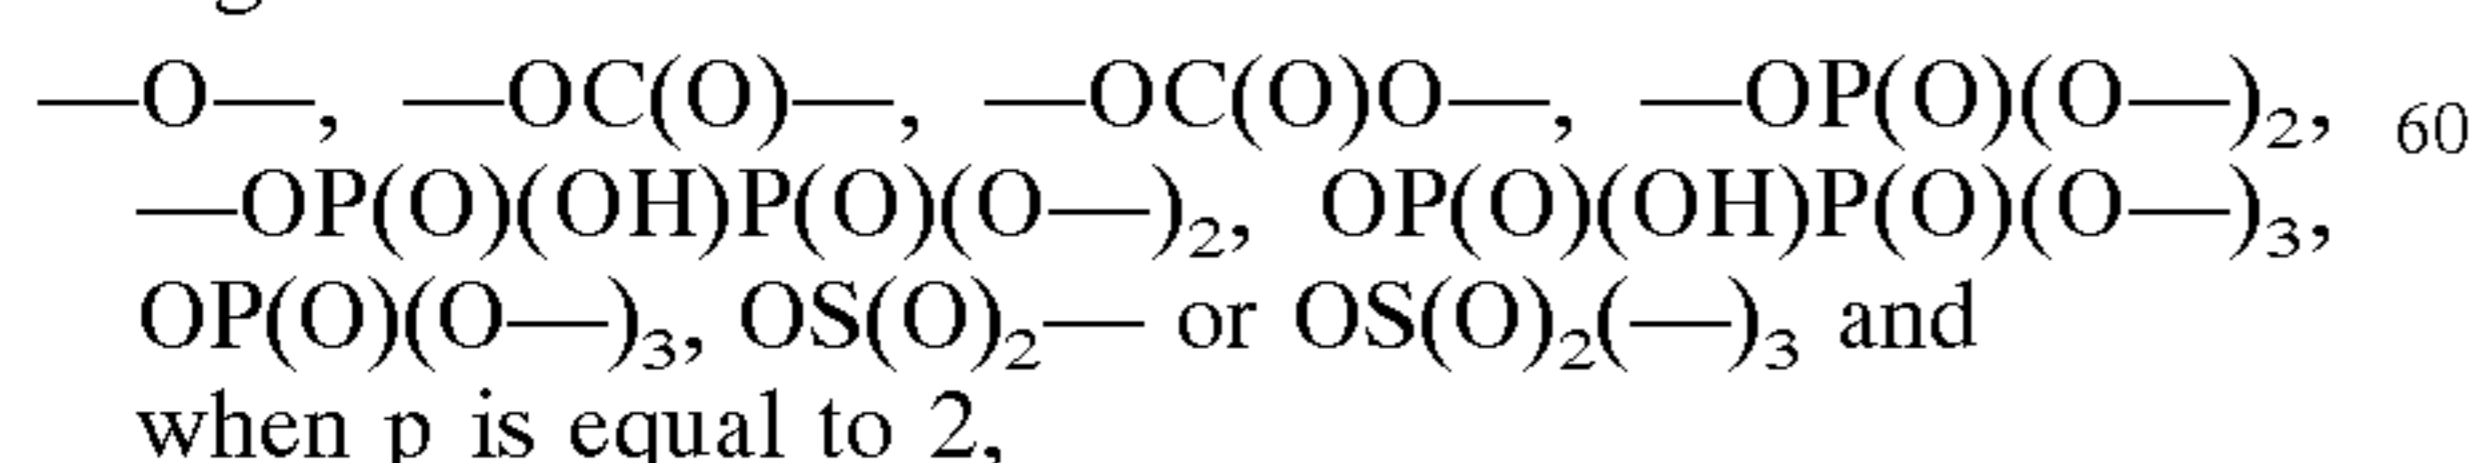 —O—, —OC(O)—, —OC(O)O—, —OP(O)(O—)₂, 60
—OP(O)(OH)P(O)(O—)₂, OP(O)(OH)P(O)(O—)₃,
OP(O)(O—)₃, OS(O)₂— or OS(O)₂(—)₃ and
when p is equal to 2,